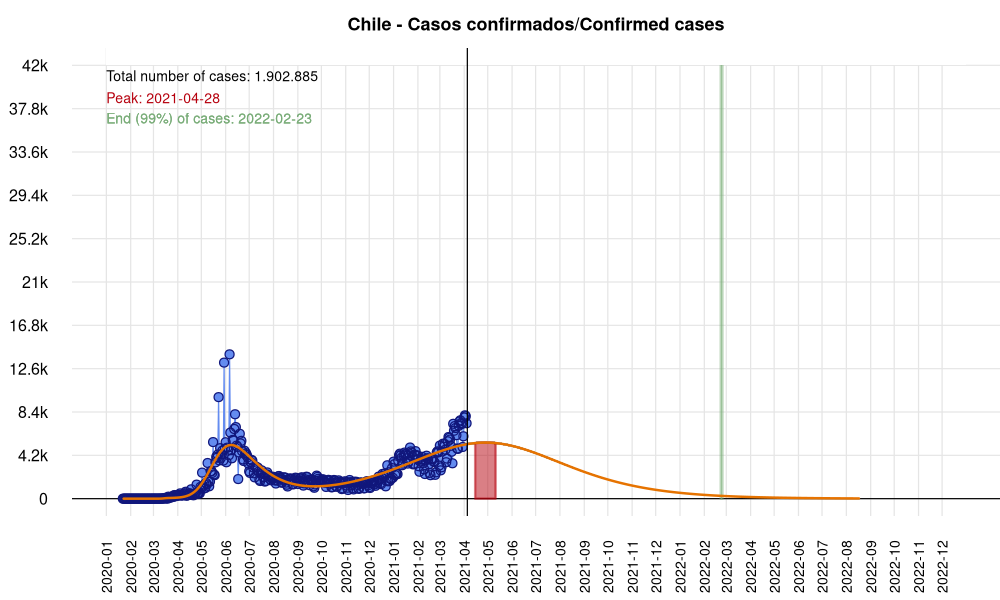 Chile - Casos confirmados/Confirmed cases
Total number of cases: 1.902.885
Peak: 2021-04-28
End (99%) of cases: 2022-02-23
42k
37.8k
33.6k
29.4k
25.2k
21k
16.8k
12.6k
8.4k
4.2k
0
2020-01
2020-02
2020-03
2020-04
2020-05
2020-06
2020-07
2020-08
2020-09
2020-10
2020-11
2020-12
2021-01
2021-02
2021-03
2021-04
2021-05
2021-06
2021-07
2021-08
2021-09
2021-10
2021-11
2021-12
2022-01
2022-02
2022-03
2022-04
2022-05
2022-06
2022-07
2022-08
2022-09
2022-10
2022-11
2022-12